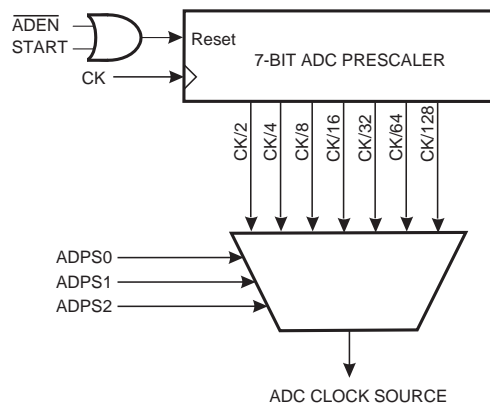 ADEN
START
Reset
CK
7-BIT ADC PRESCALER
CK/2
CK/4
CK/8
CK/16
CK/32
CK/64
CK/128
ADPS0
ADPS1
ADPS2
ADC CLOCK SOURCE